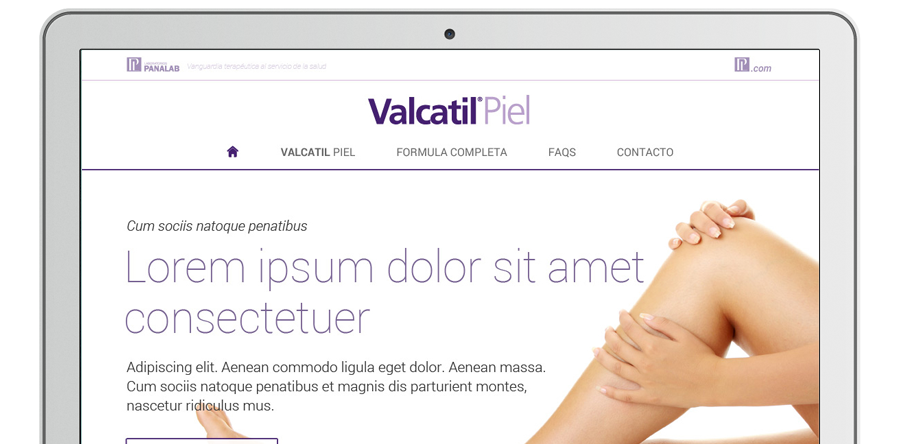 PANALAB Vanguardia terapéutica al servicio de la salud
.com
Valcatil® Piel
VALCATIL PIEL FORMULA COMPLETA FAQS CONTACTO
Cum sociis natoque penatibus
Lorem ipsum dolor sit amet
consectetuer
Adipiscing elit. Aenean commodo ligula eget dolor. Aenean massa.
Cum sociis natoque penatibus et magnis dis parturient montes,
nascetur ridiculus mus.